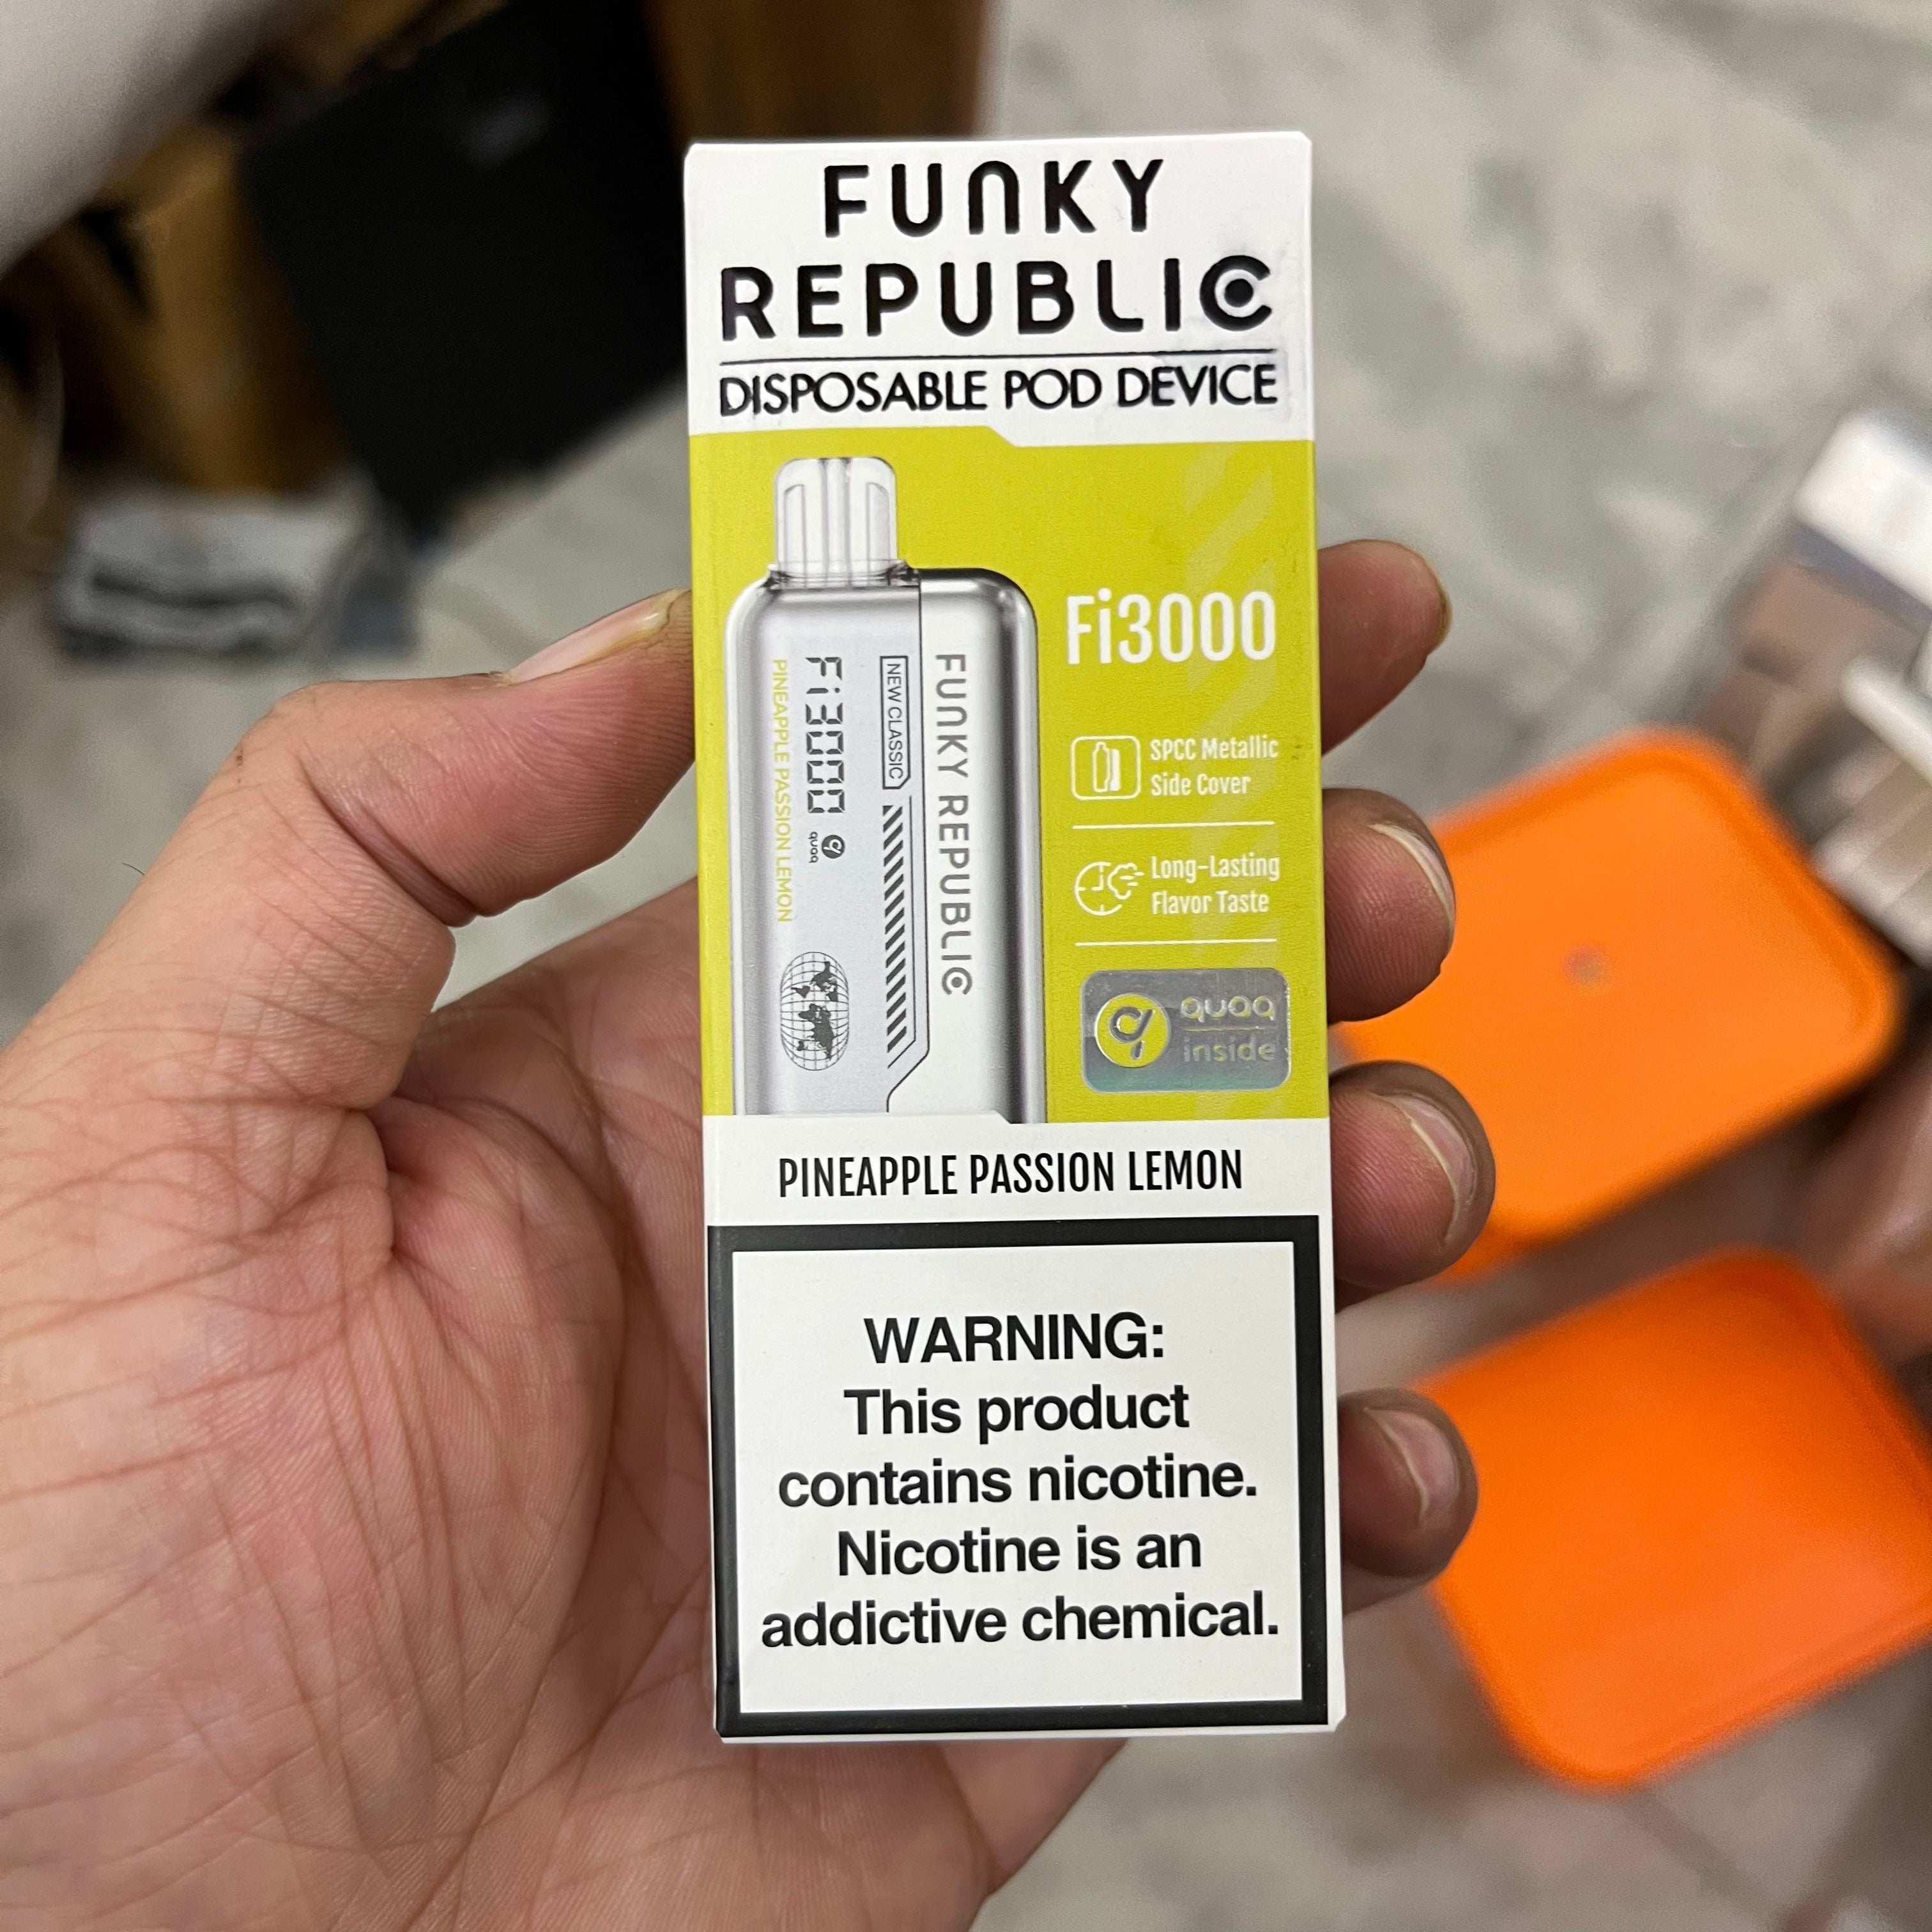 FUNKY
REPUBLIC
DISPOSABLE POD DEVICE
Fi3000
SPCC Metallic
Side Cover
Long-Lasting
Flavor Taste
quaq
inside
FUNKY REPUBLIC
NEW CLASSIC
Fi3000
quaq
PINEAPPLE PASSION LEMON
PINEAPPLE PASSION LEMON
WARNING:
This product
contains nicotine.
Nicotine is an
addictive chemical.